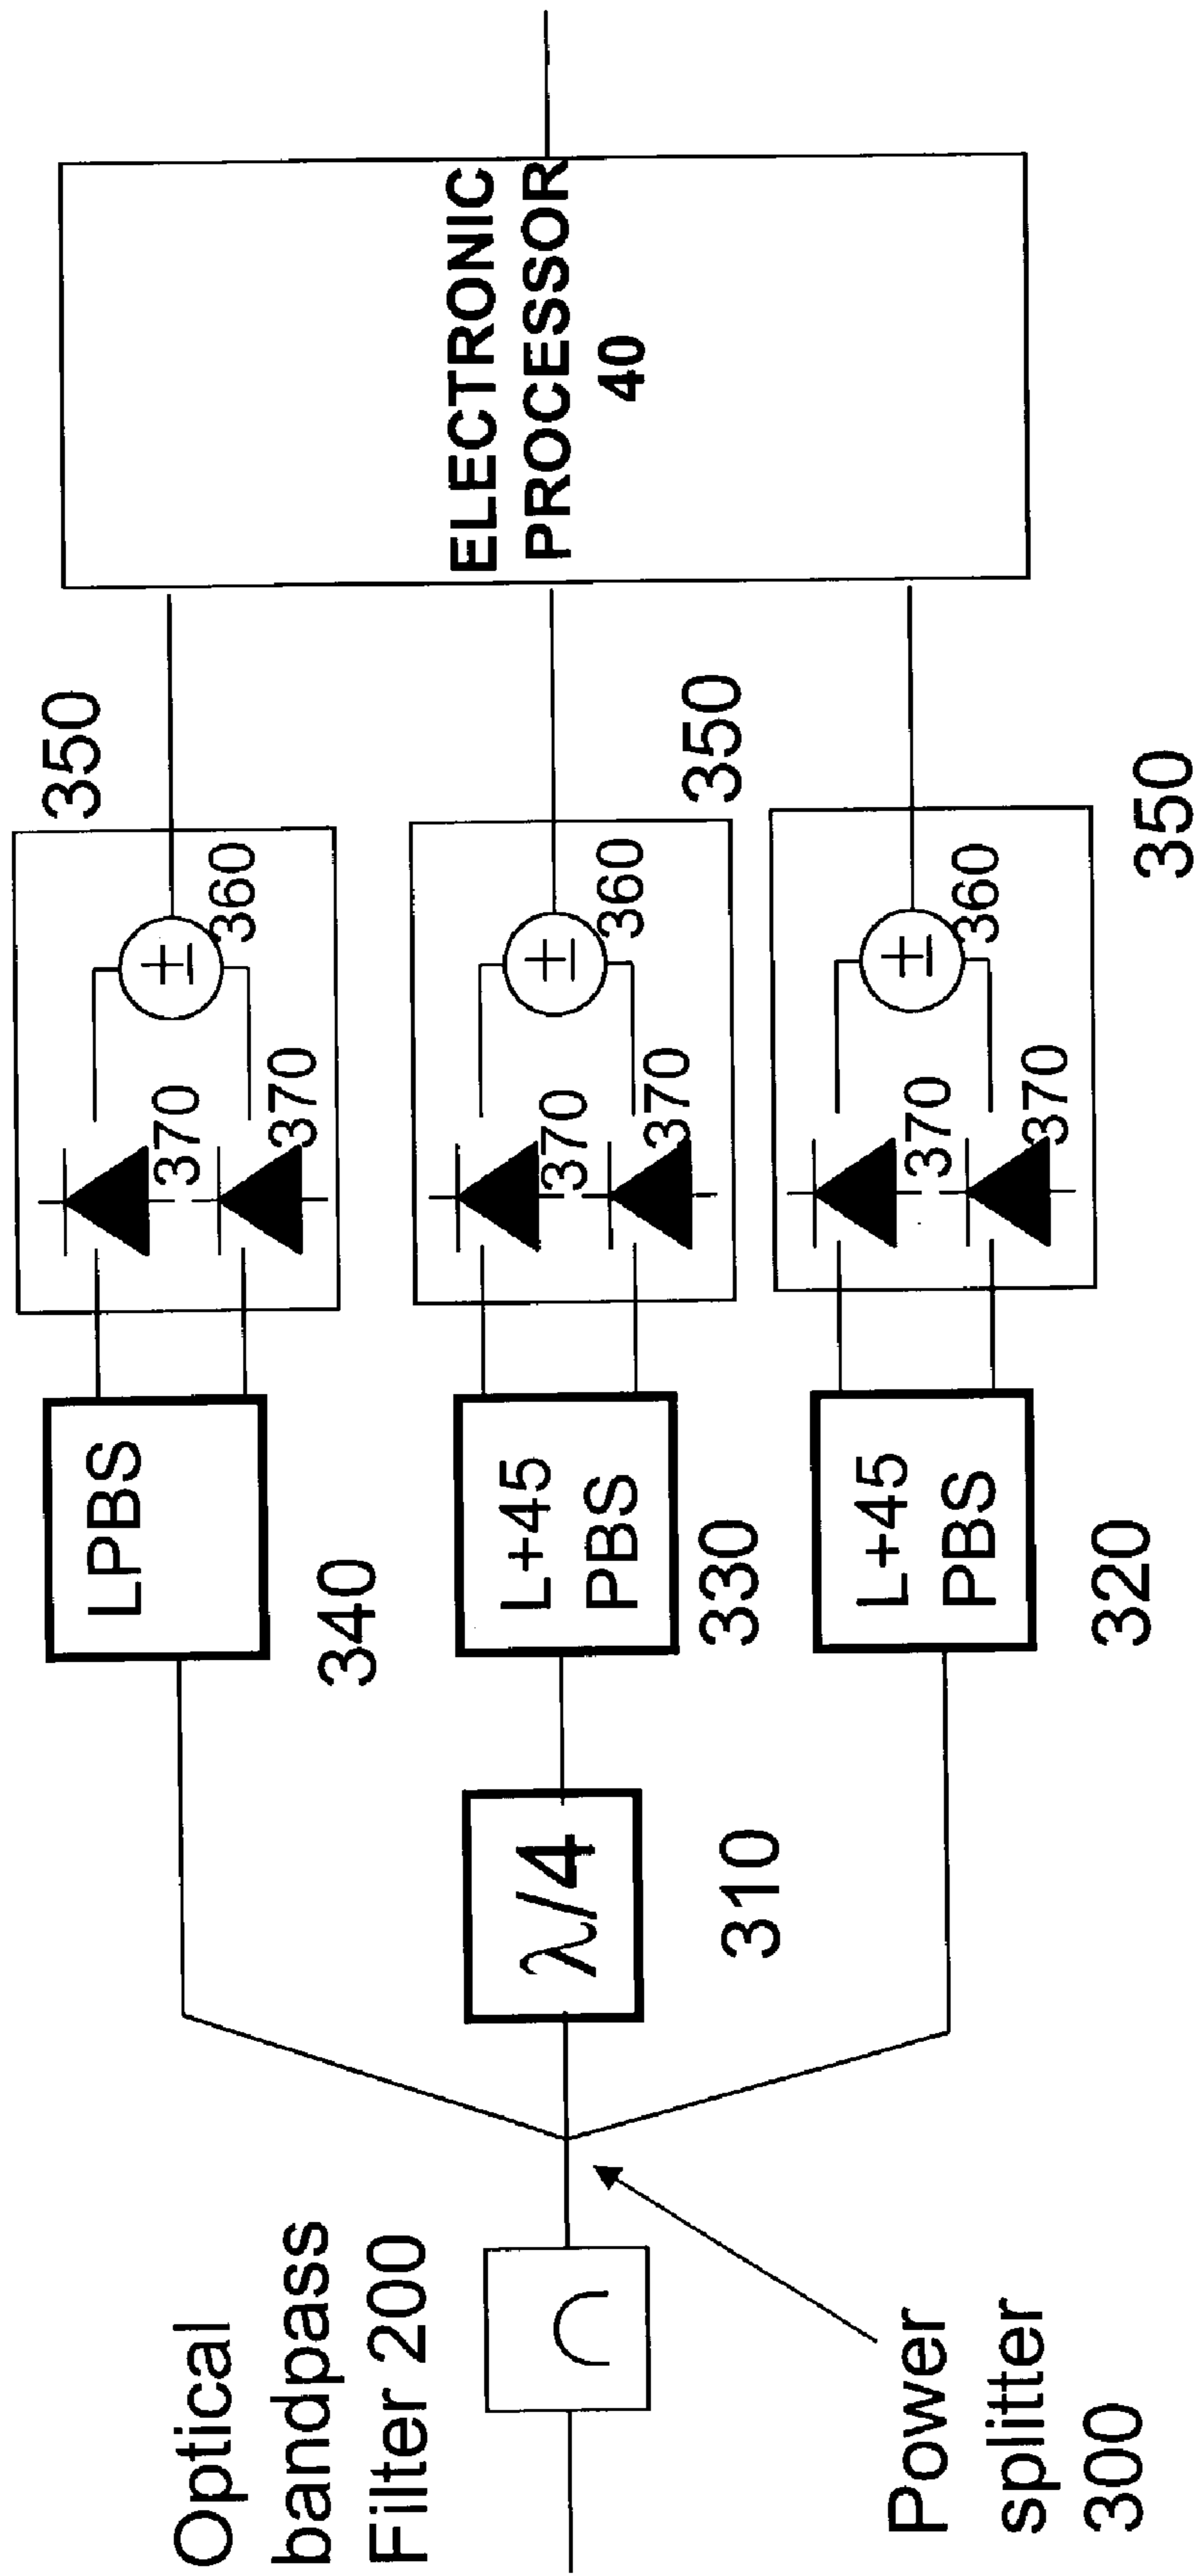 Optical
bandpass
Filter 200
Power
splitter
300
λ/4
310
LPBS
340
L+45
PBS
330
L+45
PBS
320
370
370
±
360
350
370
370
±
360
350
370
370
±
360
350
ELECTRONIC
PROCESSOR
40